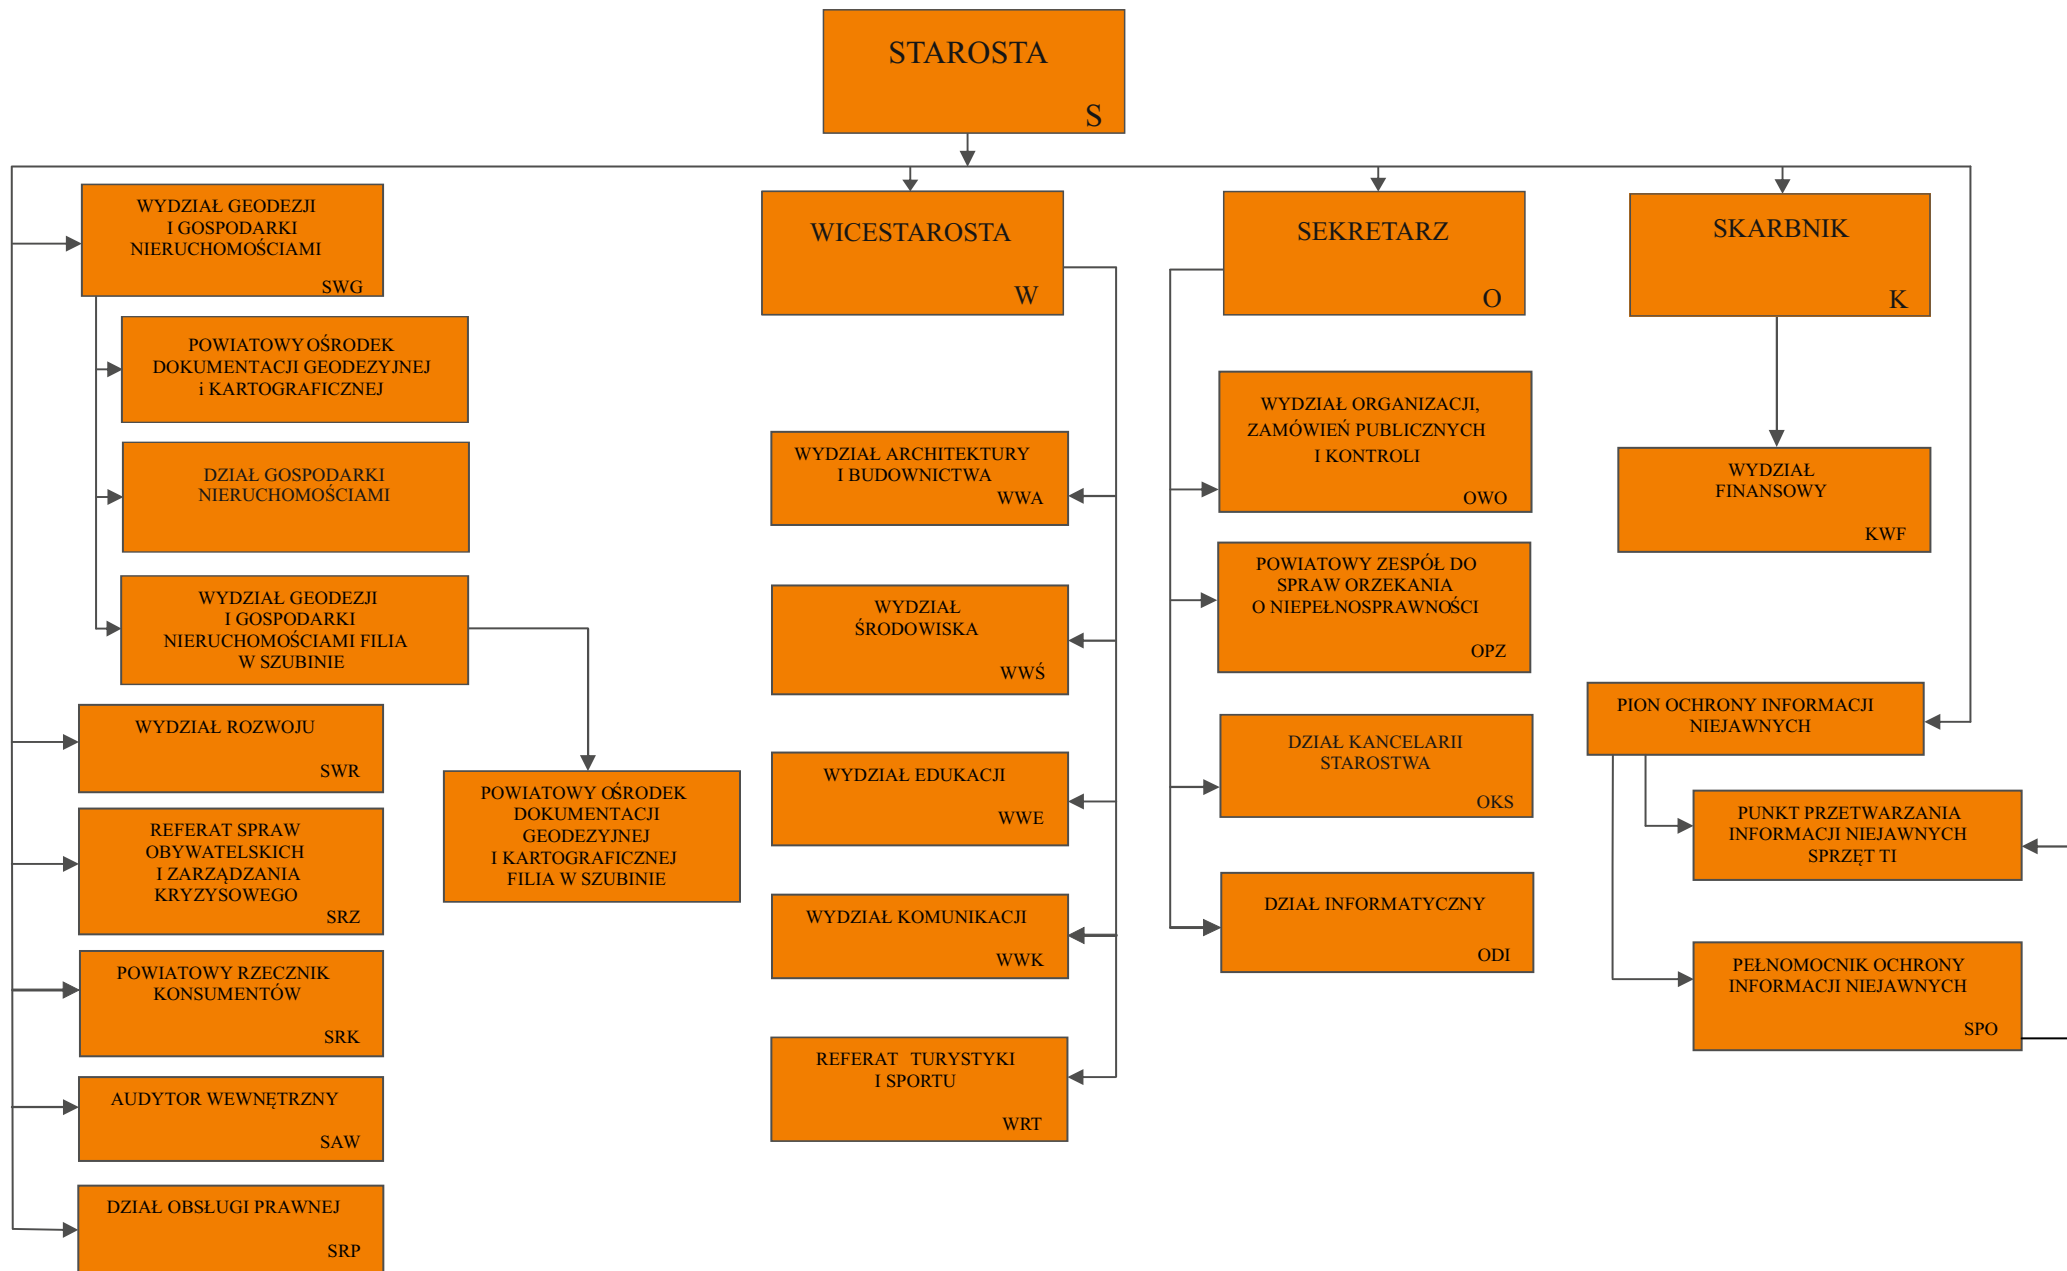 STAROSTA
S
WYDZIAŁ GEODEZJI
I GOSPODARKI
NIERUCHOMOŚCIAMI
SWG
POWIATOWY OŚRODEK
DOKUMENTACJI GEODEZYJNEJ
i KARTOGRAFICZNEJ
DZIAŁ GOSPODARKI
NIERUCHOMOŚCIAMI
WYDZIAŁ GEODEZJI
I GOSPODARKI
NIERUCHOMOŚCIAMI FILIA
W SZUBINIE
POWIATOWY OŚRODEK
DOKUMENTACJI
GEODEZYJNEJ
I KARTOGRAFICZNEJ
FILIA W SZUBINIE
WYDZIAŁ ROZWOJU
SWR
REFERAT SPRAW
OBYWATELSKICH
I ZARZĄDZANIA
KRYZYSOWEGO
SRZ
POWIATOWY RZECZNIK
KONSUMENTÓW
SRK
AUDYTOR WEWNĘTRZNY
SAW
DZIAŁ OBSŁUGI PRAWNEJ
SRP
WICESTAROSTA
W
WYDZIAŁ ARCHITEKTURY
I BUDOWNICTWA
WWA
WYDZIAŁ
ŚRODOWISKA
WWŚ
WYDZIAŁ EDUKACJI
WWE
WYDZIAŁ KOMUNIKACJI
WWK
REFERAT TURYSTYKI
I SPORTU
WRT
SEKRETARZ
O
WYDZIAŁ ORGANIZACJI,
ZAMÓWIEŃ PUBLICZNYCH
I KONTROLI
OWO
POWIATOWY ZESPÓŁ DO
SPRAW ORZEKANIA
O NIEPEŁNOSPRAWNOŚCI
OPZ
DZIAŁ KANCELARII
STAROSTWA
OKS
DZIAŁ INFORMATYCZNY
ODI
SKARBNIK
K
WYDZIAŁ
FINANSOWY
KWF
PION OCHRONY INFORMACJI
NIEJAWNYCH
PUNKT PRZETWARZANIA
INFORMACJI NIEJAWNYCH
SPRZĘT TI
PEŁNOMOCNIK OCHRONY
INFORMACJI NIEJAWNYCH
SPO